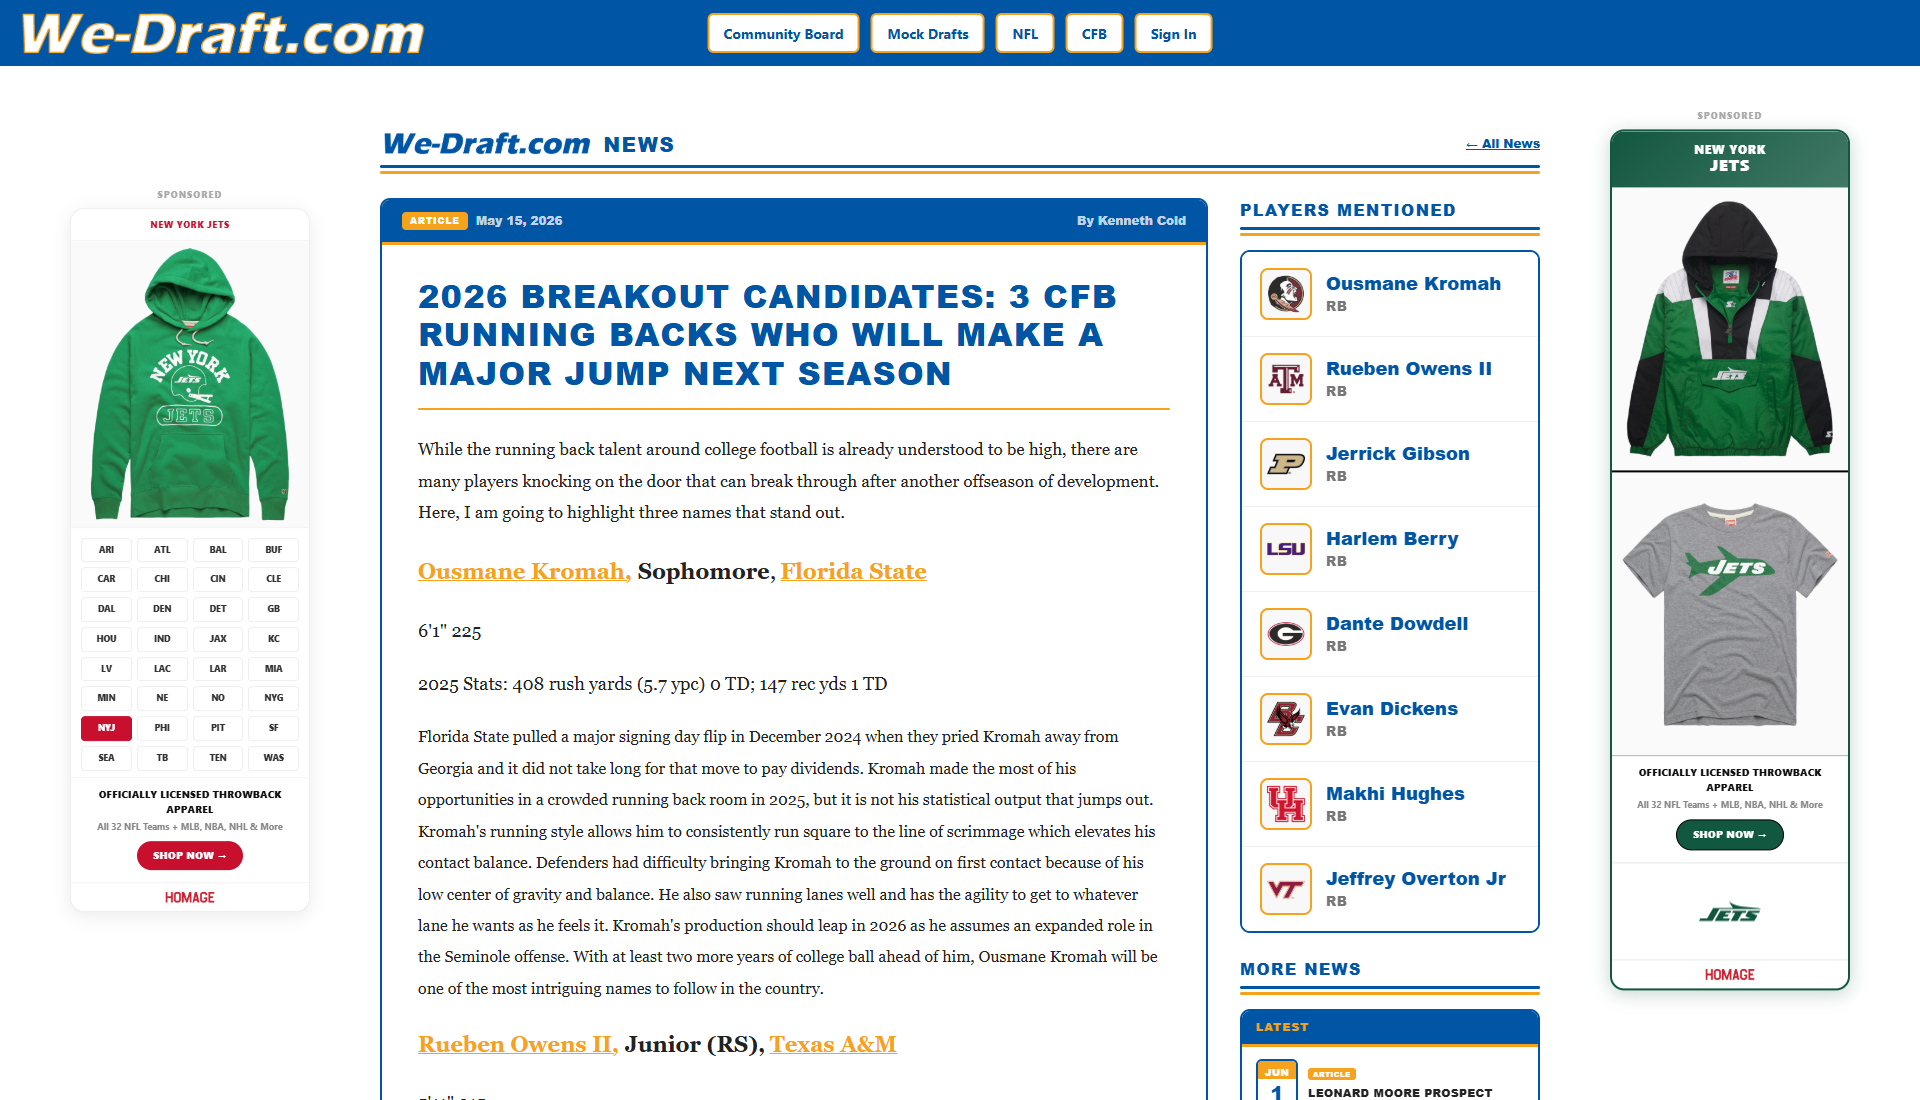 We-Draft.com
Community Board
Mock Drafts
NFL
CFB
Sign In
We-Draft.com NEWS
← All News
SPONSORED
NEW YORK JETS
NEW YORK
JETS
JETS
ARI ATL BAL BUF
CAR CHI CIN CLE
DAL DEN DET GB
HOU IND JAX KC
LV LAC LAR MIA
MIN NE NO NYG
NYJ PHI PIT SF
SEA TB TEN WAS
OFFICIALLY LICENSED THROWBACK
APPAREL
All 32 NFL Teams + MLB, NBA, NHL & More
SHOP NOW →
HOMAGE
ARTICLE May 15, 2026
By Kenneth Cold
2026 BREAKOUT CANDIDATES: 3 CFB
RUNNING BACKS WHO WILL MAKE A
MAJOR JUMP NEXT SEASON
While the running back talent around college football is already understood to be high, there are
many players knocking on the door that can break through after another offseason of development.
Here, I am going to highlight three names that stand out.
Ousmane Kromah, Sophomore, Florida State
6'1" 225
2025 Stats: 408 rush yards (5.7 ypc) 0 TD; 147 rec yds 1 TD
Florida State pulled a major signing day flip in December 2024 when they pried Kromah away from
Georgia and it did not take long for that move to pay dividends. Kromah made the most of his
opportunities in a crowded running back room in 2025, but it is not his statistical output that jumps out.
Kromah's running style allows him to consistently run square to the line of scrimmage which elevates his
contact balance. Defenders had difficulty bringing Kromah to the ground on first contact because of his
low center of gravity and balance. He also saw running lanes well and has the agility to get to whatever
lane he wants as he feels it. Kromah's production should leap in 2026 as he assumes an expanded role in
the Seminole offense. With at least two more years of college ball ahead of him, Ousmane Kromah will be
one of the most intriguing names to follow in the country.
Rueben Owens II, Junior (RS), Texas A&M
PLAYERS MENTIONED
Ousmane Kromah
RB
ATM
Rueben Owens II
RB
P
Jerrick Gibson
RB
LSU
Harlem Berry
RB
G
Dante Dowdell
RB
BC
Evan Dickens
RB
UH
Makhi Hughes
RB
VT
Jeffrey Overton Jr
RB
MORE NEWS
LATEST
JUN
1
ARTICLE
LEONARD MOORE PROSPECT
SPONSORED
NEW YORK
JETS
JETS
JETS
OFFICIALLY LICENSED THROWBACK
APPAREL
All 32 NFL Teams + MLB, NBA, NHL & More
SHOP NOW →
JETS
HOMAGE